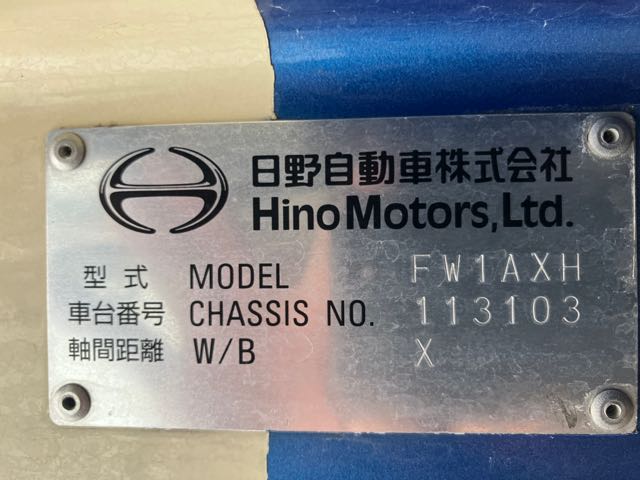 日野自動車株式会社
Hino Motors, Ltd.
型式 MODEL FW1AXH
車台番号 CHASSIS NO. 113103
軸間距離 W/B X